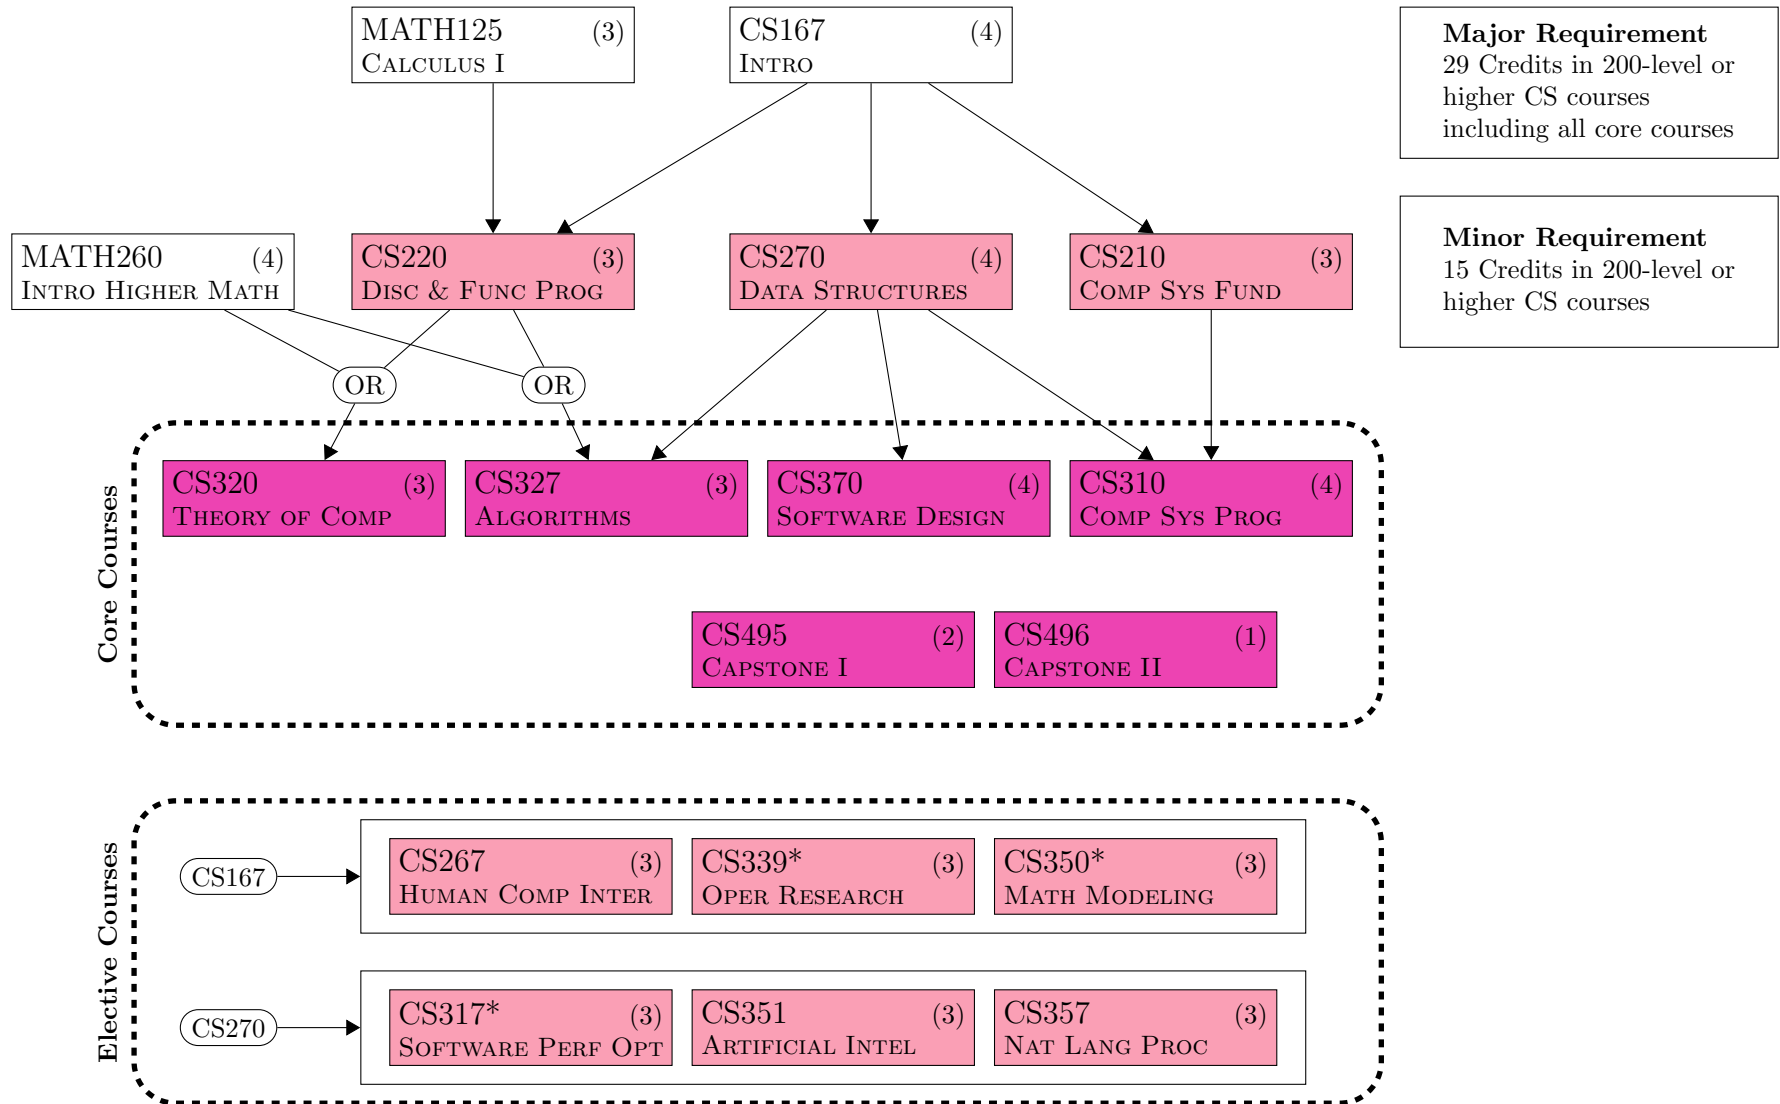 MATH125 (3)
CALCULUS I
CS167 (4)
INTRO
Major Requirement
29 Credits in 200-level or
higher CS courses
including all core courses
Minor Requirement
15 Credits in 200-level or
higher CS courses
MATH260 (4)
INTRO HIGHER MATH
CS220 (3)
DISC & FUNC PROG
CS270 (4)
DATA STRUCTURES
CS210 (3)
COMP SYS FUND
OR
OR
Core Courses
CS320 (3)
THEORY OF COMP
CS327 (3)
ALGORITHMS
CS370 (4)
SOFTWARE DESIGN
CS310 (4)
COMP SYS PROG
CS495 (2)
CAPSTONE I
CS496 (1)
CAPSTONE II
Elective Courses
CS167
CS267 (3)
HUMAN COMP INTER
CS339* (3)
OPER RESEARCH
CS350* (3)
MATH MODELING
CS270
CS317* (3)
SOFTWARE PERF OPT
CS351 (3)
ARTIFICIAL INTEL
CS357 (3)
NAT LANG PROC